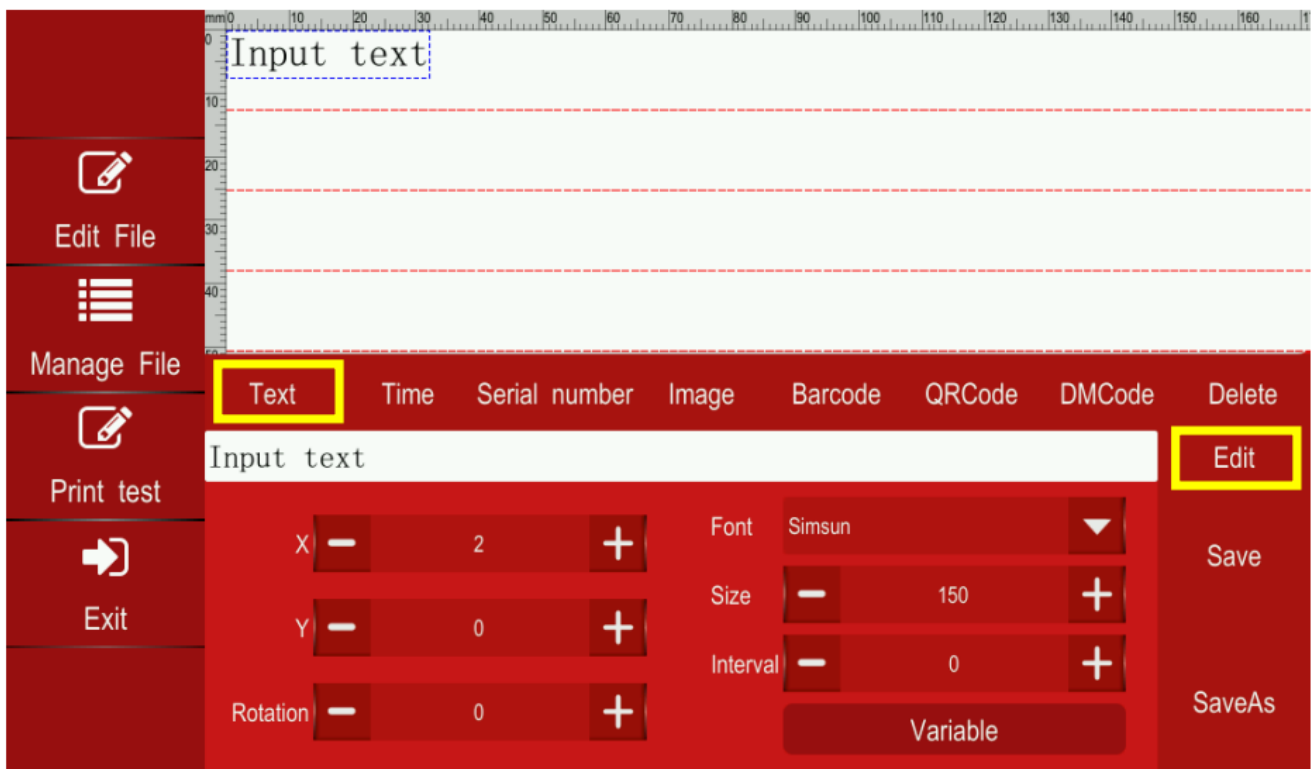 mm 0 10 20 30 40 50 60 70 80 90 100 110 120 130 140 150 160
0
Input text
10
20
30
40
Edit File
Manage File
Print test
Exit
Text Time Serial number Image Barcode QRCode DMCode Delete
Input text
Edit
X 2
Font Simsun
Save
Size 150
Y 0
Interval 0
Rotation 0
SaveAs
Variable